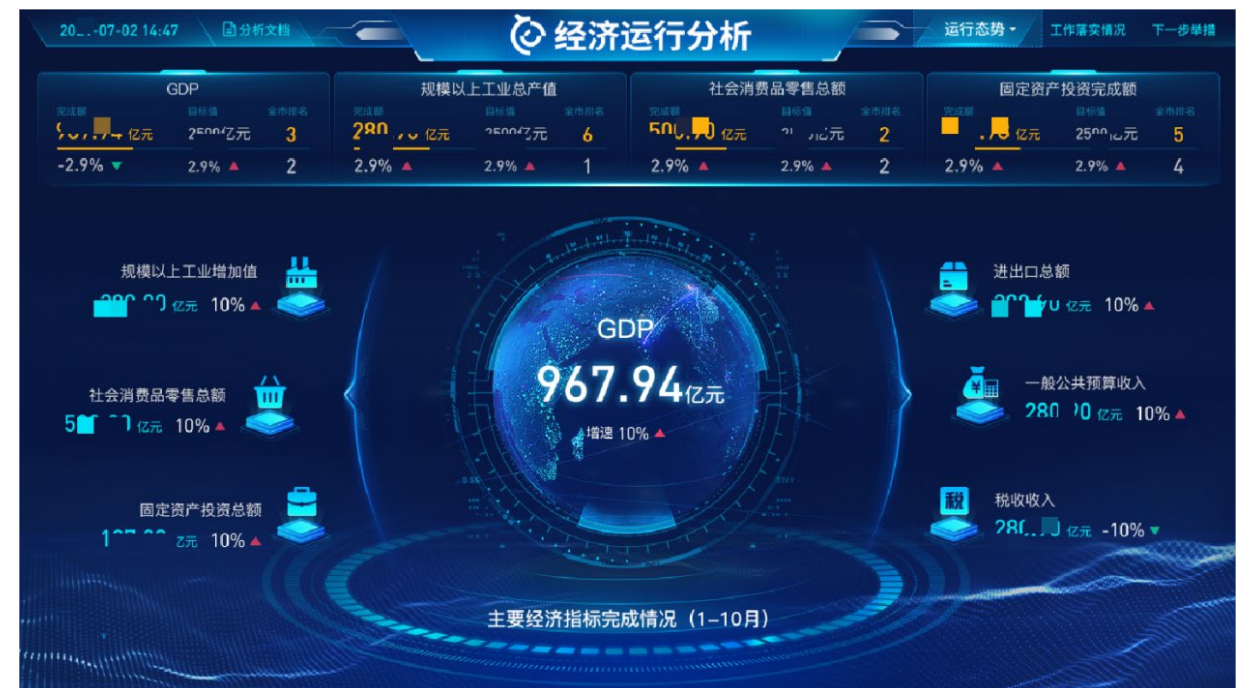 -07-02 14:47
分析文档
经济运行分析
运行态势
工作落实情况
下一步举措
GDP
完成额 目标值 全市排名
亿元 亿元 3
-2.9% 2.9% 2
规模以上工业总产值
完成额 目标值 全市排名
280 亿元 亿元 6
2.9% 2.9% 1
社会消费品零售总额
完成额 目标值 全市排名
亿元 亿元 2
2.9% 2.9% 2
固定资产投资完成额
完成额 目标值 全市排名
亿元 亿元 5
2.9% 2.9% 4
规模以上工业增加值
亿元 10%
社会消费品零售总额
亿元 10%
固定资产投资总额
亿元 10%
GDP
967.94亿元
增速 10%
进出口总额
亿元 10%
¥
一般公共预算收入
亿元 10%
税
税收收入
亿元 -10%
主要经济指标完成情况（1-10月）